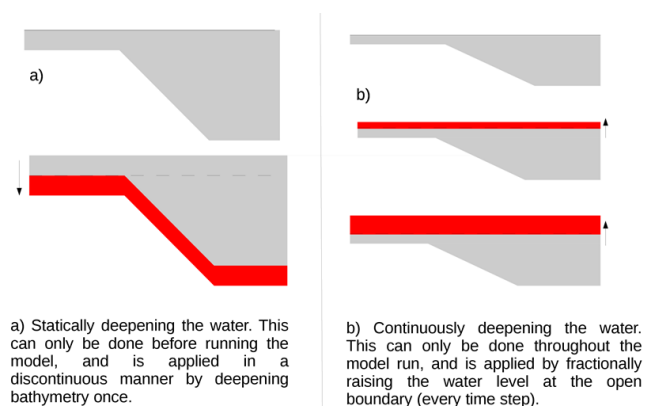 a)
a) Statically deepening the water. This
can only be done before running the
model, and is applied in a
discontinuous manner by deepening
bathymetry once.
b)
b) Continuously deepening the water.
This can only be done throughout the
model run, and is applied by fractionally
raising the water level at the open
boundary (every time step).